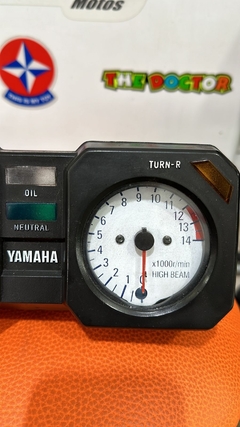 Motos
THE DOCTOR
TURN-R
OIL
NEUTRAL
YAMAHA
1 2 3 4 5 6 7 8 9 10 11 12 13 14
x1000r/min
HIGH BEAM